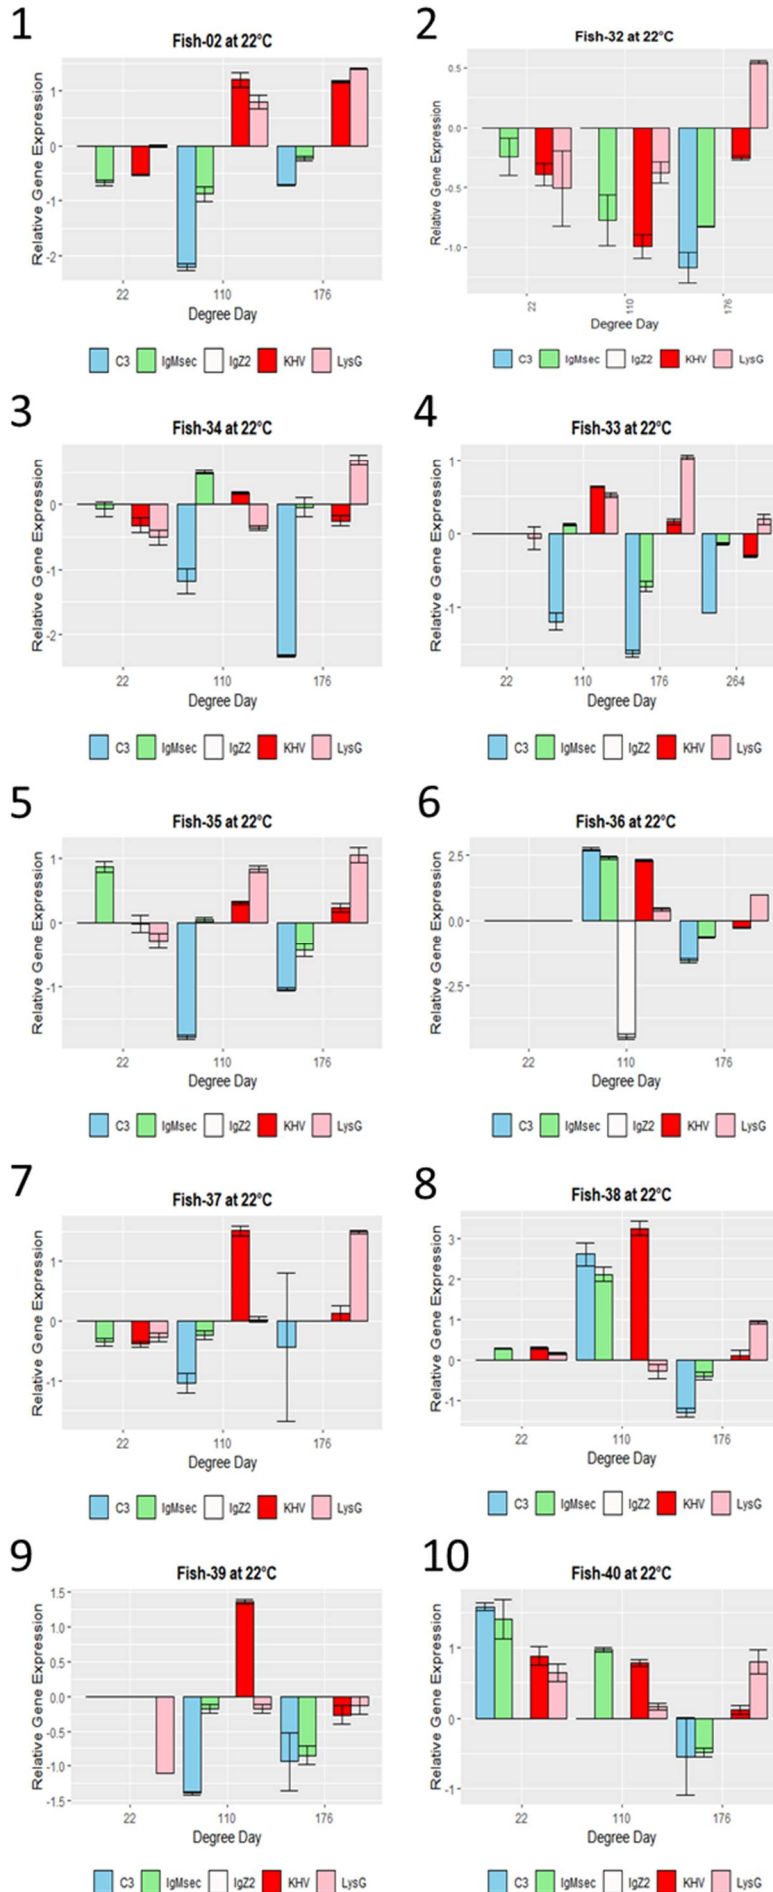 1
Fish-02 at 22°C
Relative Gene Expression
1
0
-1
-2
22 110 176
Degree Day
C3 IgMsec IgZ2 KHV LysG
2
Fish-32 at 22°C
Relative Gene Expression
0.5
0.0
-0.5
-1.0
22 110 176
Degree Day
C3 IgMsec IgZ2 KHV LysG
3
Fish-34 at 22°C
Relative Gene Expression
0
-1
-2
22 110 176
Degree Day
C3 IgMsec IgZ2 KHV LysG
4
Fish-33 at 22°C
Relative Gene Expression
1
0
-1
22 110 176 264
Degree Day
C3 IgMsec IgZ2 KHV LysG
5
Fish-35 at 22°C
Relative Gene Expression
1
0
-1
22 110 176
Degree Day
C3 IgMsec IgZ2 KHV LysG
6
Fish-36 at 22°C
Relative Gene Expression
2.5
0.0
-2.5
22 110 176
Degree Day
C3 IgMsec IgZ2 KHV LysG
7
Fish-37 at 22°C
Relative Gene Expression
1
0
-1
22 110 176
Degree Day
C3 IgMsec IgZ2 KHV LysG
8
Fish-38 at 22°C
Relative Gene Expression
3
2
1
0
-1
22 110 176
Degree Day
C3 IgMsec IgZ2 KHV LysG
9
Fish-39 at 22°C
Relative Gene Expression
1.5
1.0
0.5
0.0
-0.5
-1.0
-1.5
22 110 176
Degree Day
C3 IgMsec IgZ2 KHV LysG
10
Fish-40 at 22°C
Relative Gene Expression
1
0
-1
22 110 176
Degree Day
C3 IgMsec IgZ2 KHV LysG